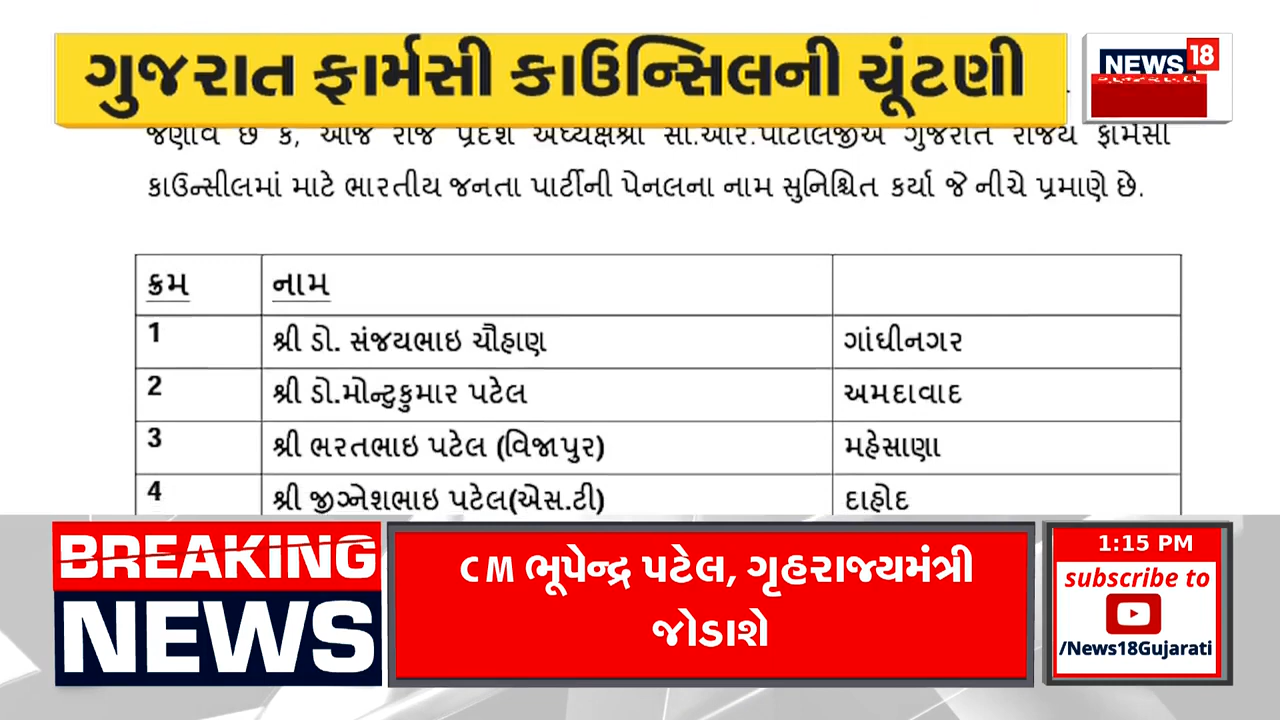 ગુજરાત ફાર્મસી કાઉન્સિલની ચૂંટણી
NEWS 18
જણાવે છે કે, આજ રોજ પ્રદેશ અધ્યક્ષશ્રી સી.આર.પાટીલજીએ ગુજરાત રાજ્ય ફાર્મસી
કાઉન્સીલમાં માટે ભારતીય જનતા પાર્ટીની પેનલના નામ સુનિશ્ચિત કર્યા જે નીચે પ્રમાણે છે.
ક્રમ નામ
1 શ્રી ડો. સંજયભાઇ ચૌહાણ ગાંધીનગર
2 શ્રી ડો.મોન્ટુકુમાર પટેલ અમદાવાદ
3 શ્રી ભરતભાઇ પટેલ (વિજાપુર) મહેસાણા
4 શ્રી જીગ્નેશભાઇ પટેલ(એસ.ટી) દાહોદ
BREAKING
NEWS
CM ભૂપેન્દ્ર પટેલ, ગૃહરાજ્યમંત્રી
જોડાશે
1:15 PM
subscribe to
/News18Gujarati